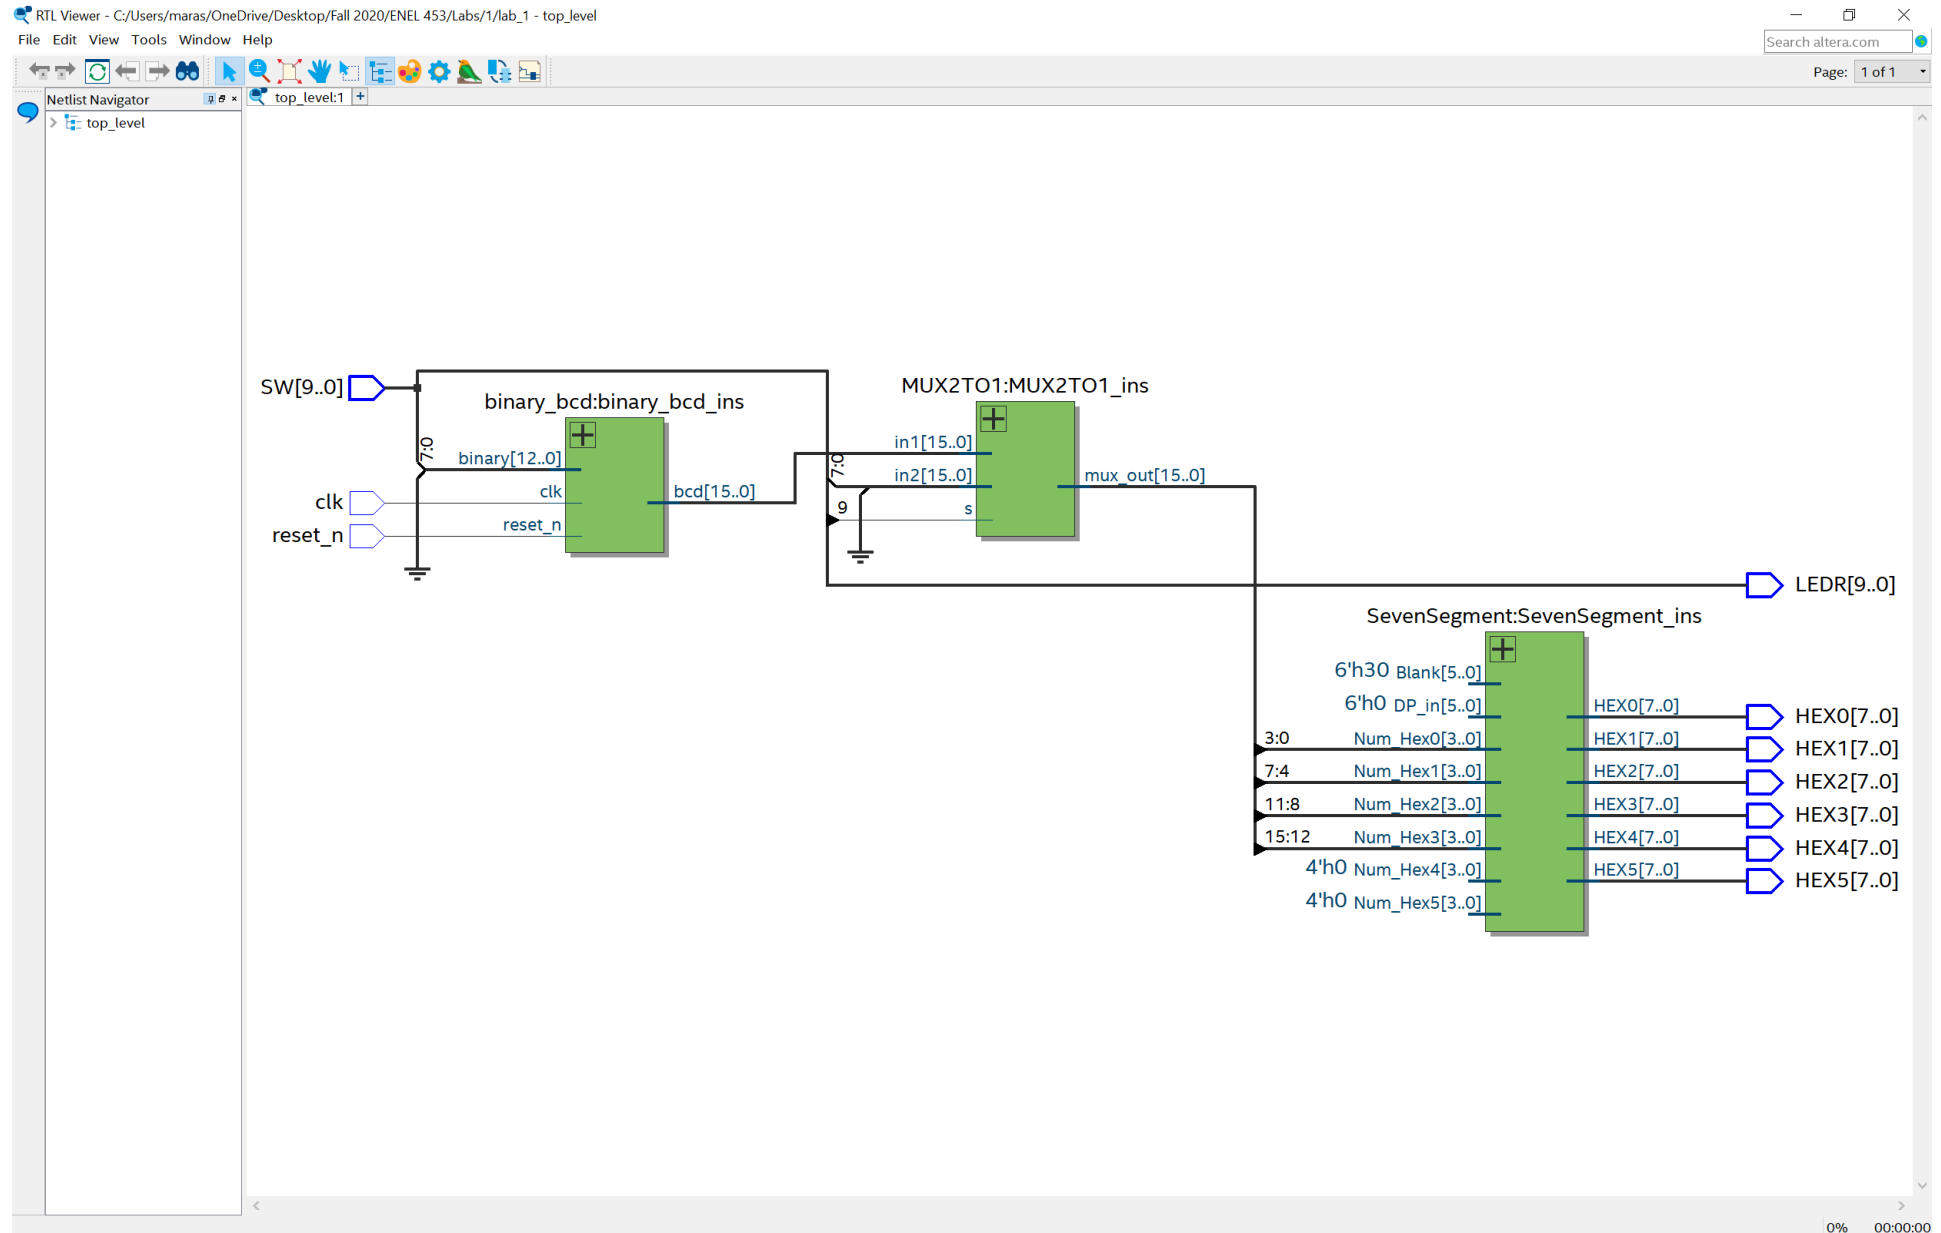 RTL Viewer - C:/Users/maras/OneDrive/Desktop/Fall 2020/ENEL 453/Labs/1/lab_1 - top_level
File Edit View Tools Window Help
Search altera.com
Page: 1 of 1
Netlist Navigator
top_level:1
top_level
SW[9..0]
clk
reset_n
binary_bcd:binary_bcd_ins
7:0
binary[12..0]
clk
reset_n
bcd[15..0]
MUX2TO1:MUX2TO1_ins
in1[15..0]
7:0
in2[15..0]
9
s
mux_out[15..0]
LEDR[9..0]
SevenSegment:SevenSegment_ins
6'h30 Blank[5..0]
6'h0 DP_in[5..0] HEX0[7..0] HEX0[7..0]
3:0 Num_Hex0[3..0] HEX1[7..0] HEX1[7..0]
7:4 Num_Hex1[3..0] HEX2[7..0] HEX2[7..0]
11:8 Num_Hex2[3..0] HEX3[7..0] HEX3[7..0]
15:12 Num_Hex3[3..0] HEX4[7..0] HEX4[7..0]
4'h0 Num_Hex4[3..0] HEX5[7..0] HEX5[7..0]
4'h0 Num_Hex5[3..0]
0% 00:00:00